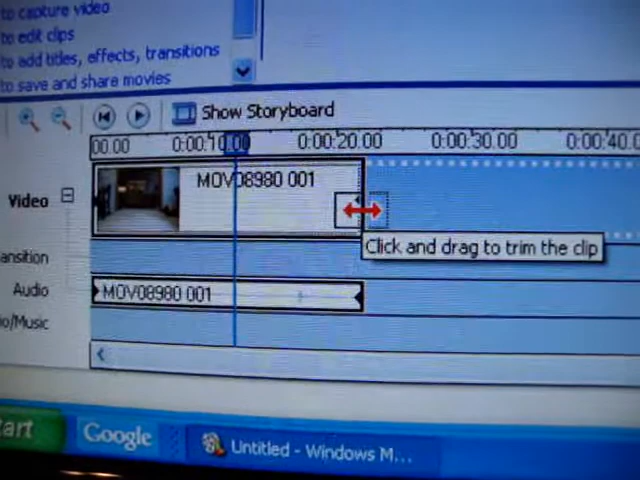 to capture video
to edit clips
to add titles, effects, transitions
to save and share movies
Show Storyboard
00.00 0:00:10.00 0:00:20.00 0:00:30.00 0:00:40.0
Video
MOV08980 001
Click and drag to trim the clip
ansition
Audio
MOV08980 001
io/Music
tart
Google
Untitled - Windows M...